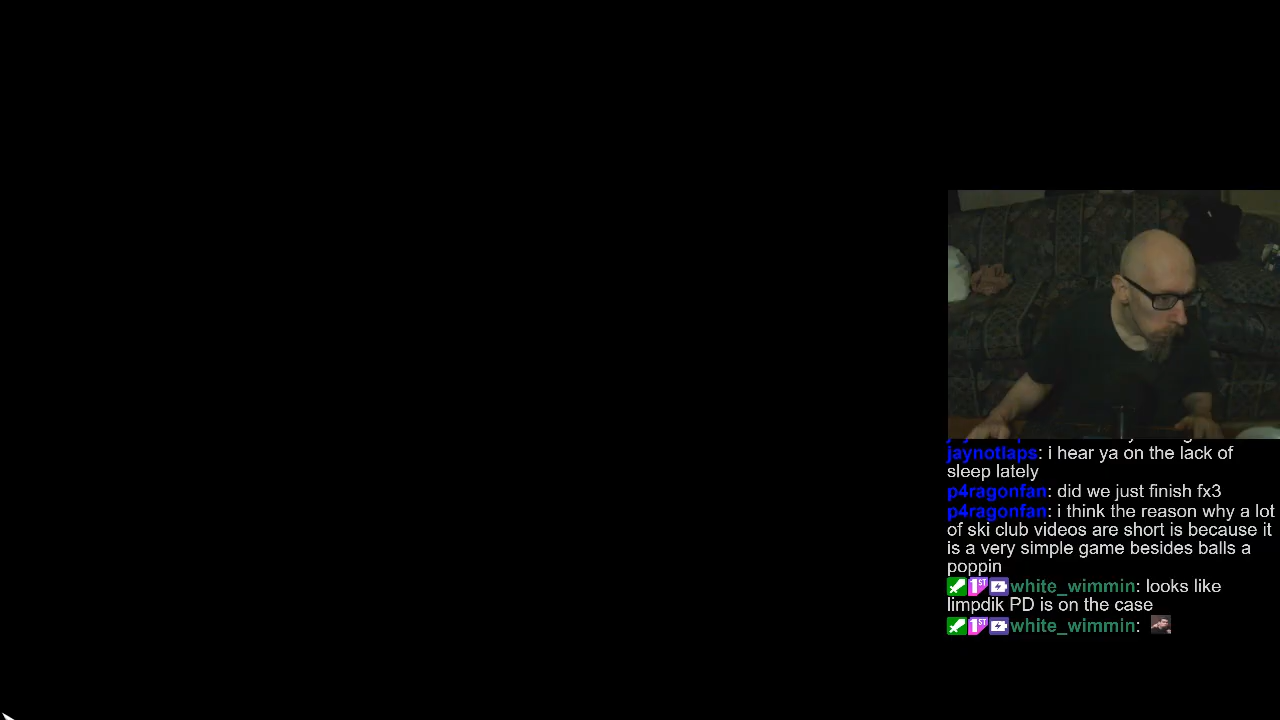 jaynotlaps: i hear ya on the lack of
sleep lately
p4ragonfan: did we just finish fx3
p4ragonfan: i think the reason why a lot
of ski club videos are short is because it
is a very simple game besides balls a
poppin
1ST white_wimmin: looks like
limpdik PD is on the case
1ST white_wimmin: